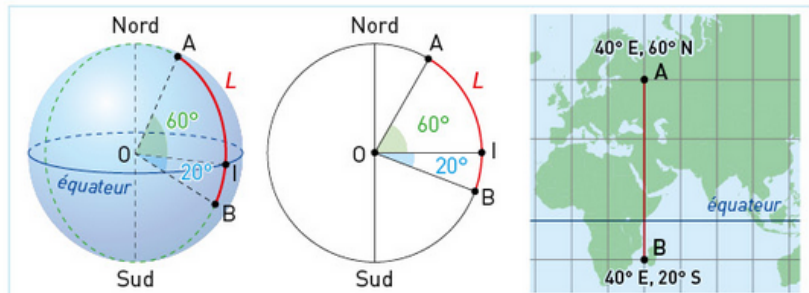 Nord
A
L
60°
O
20°
I
équateur
B
Sud
Nord
A
L
60°
O
I
20°
B
Sud
40° E, 60° N
A
équateur
B
40° E, 20° S